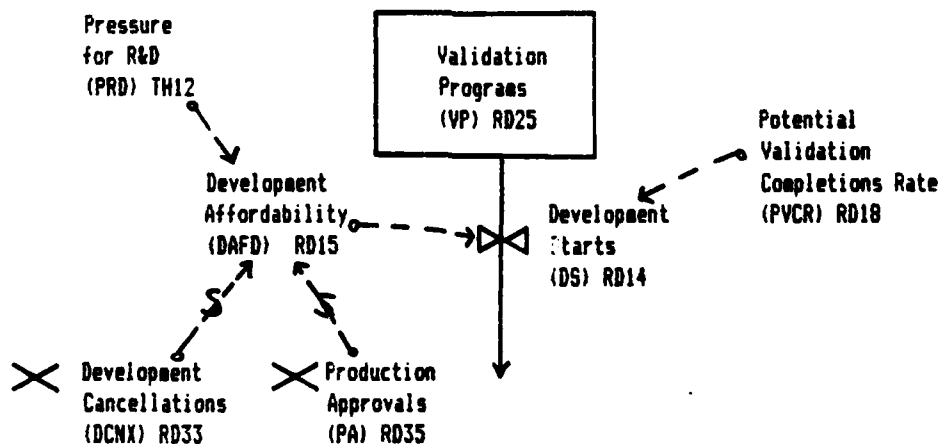 Pressure
for R&D
(PRD) TH12
Validation
Programs
(VP) RD25
Potential
Validation
Completions Rate
(PVCR) RD18
Development
Affordability
(DAFD) RD15
Development
Starts
(DS) RD14
S
S
Development
Cancellations
(DCNX) RD33
Production
Approvals
(PA) RD35